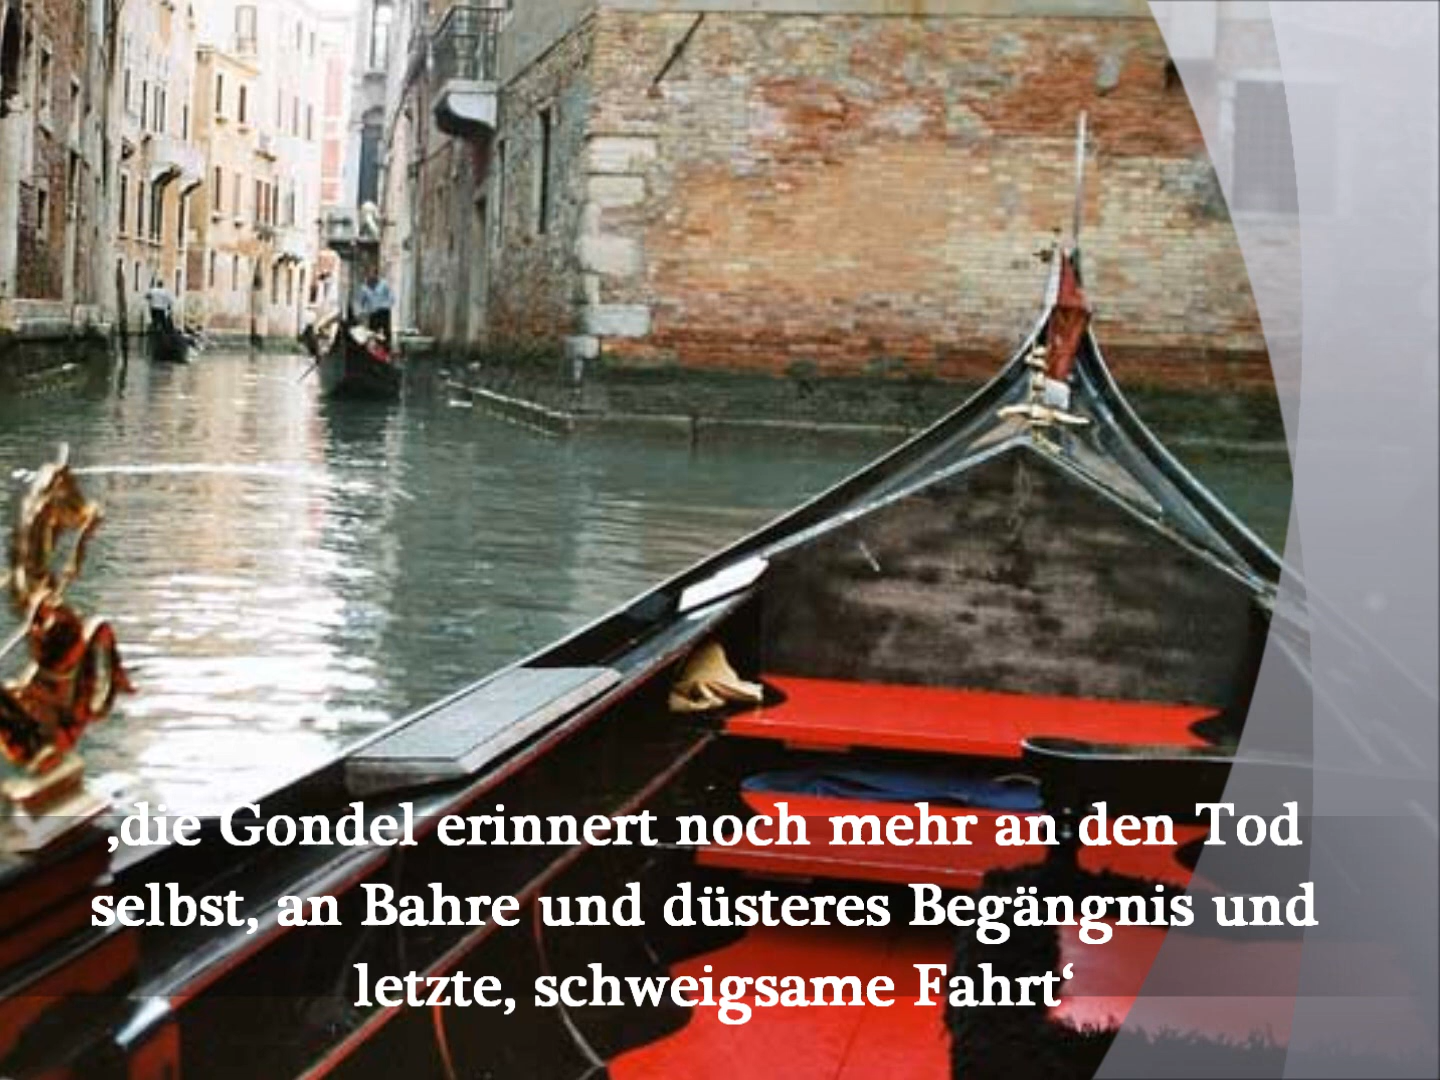 ‚die Gondel erinnert noch mehr an den Tod
selbst, an Bahre und düsteres Begängnis und
letzte, schweigsame Fahrt‘